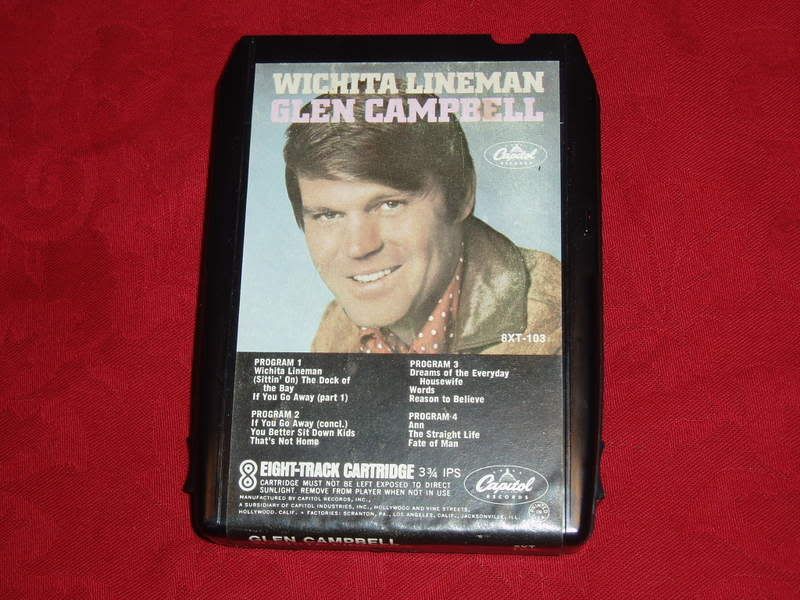 WICHITA LINEMAN
GLEN CAMPBELL
Capitol
RECORDS
8XT-103
PROGRAM 1
Wichita Lineman
(Sittin' On) The Dock of
the Bay
If You Go Away (part 1)
PROGRAM 2
If You Go Away (concl.)
You Better Sit Down Kids
That's Not Home
PROGRAM 3
Dreams of the Everyday
Housewife
Words
Reason to Believe
PROGRAM 4
Ann
The Straight Life
Fate of Man
8 EIGHT-TRACK CARTRIDGE 3¾ IPS
CARTRIDGE MUST NOT BE LEFT EXPOSED TO DIRECT
SUNLIGHT. REMOVE FROM PLAYER WHEN NOT IN USE
MANUFACTURED BY CAPITOL RECORDS, INC.,
A SUBSIDIARY OF CAPITOL INDUSTRIES, INC., HOLLYWOOD AND VINE STREETS,
HOLLYWOOD, CALIF. • FACTORIES: SCRANTON, PA., LOS ANGELES, CALIF., JACKSONVILLE, ILL.
Capitol
RECORDS
GLEN CAMPBELL